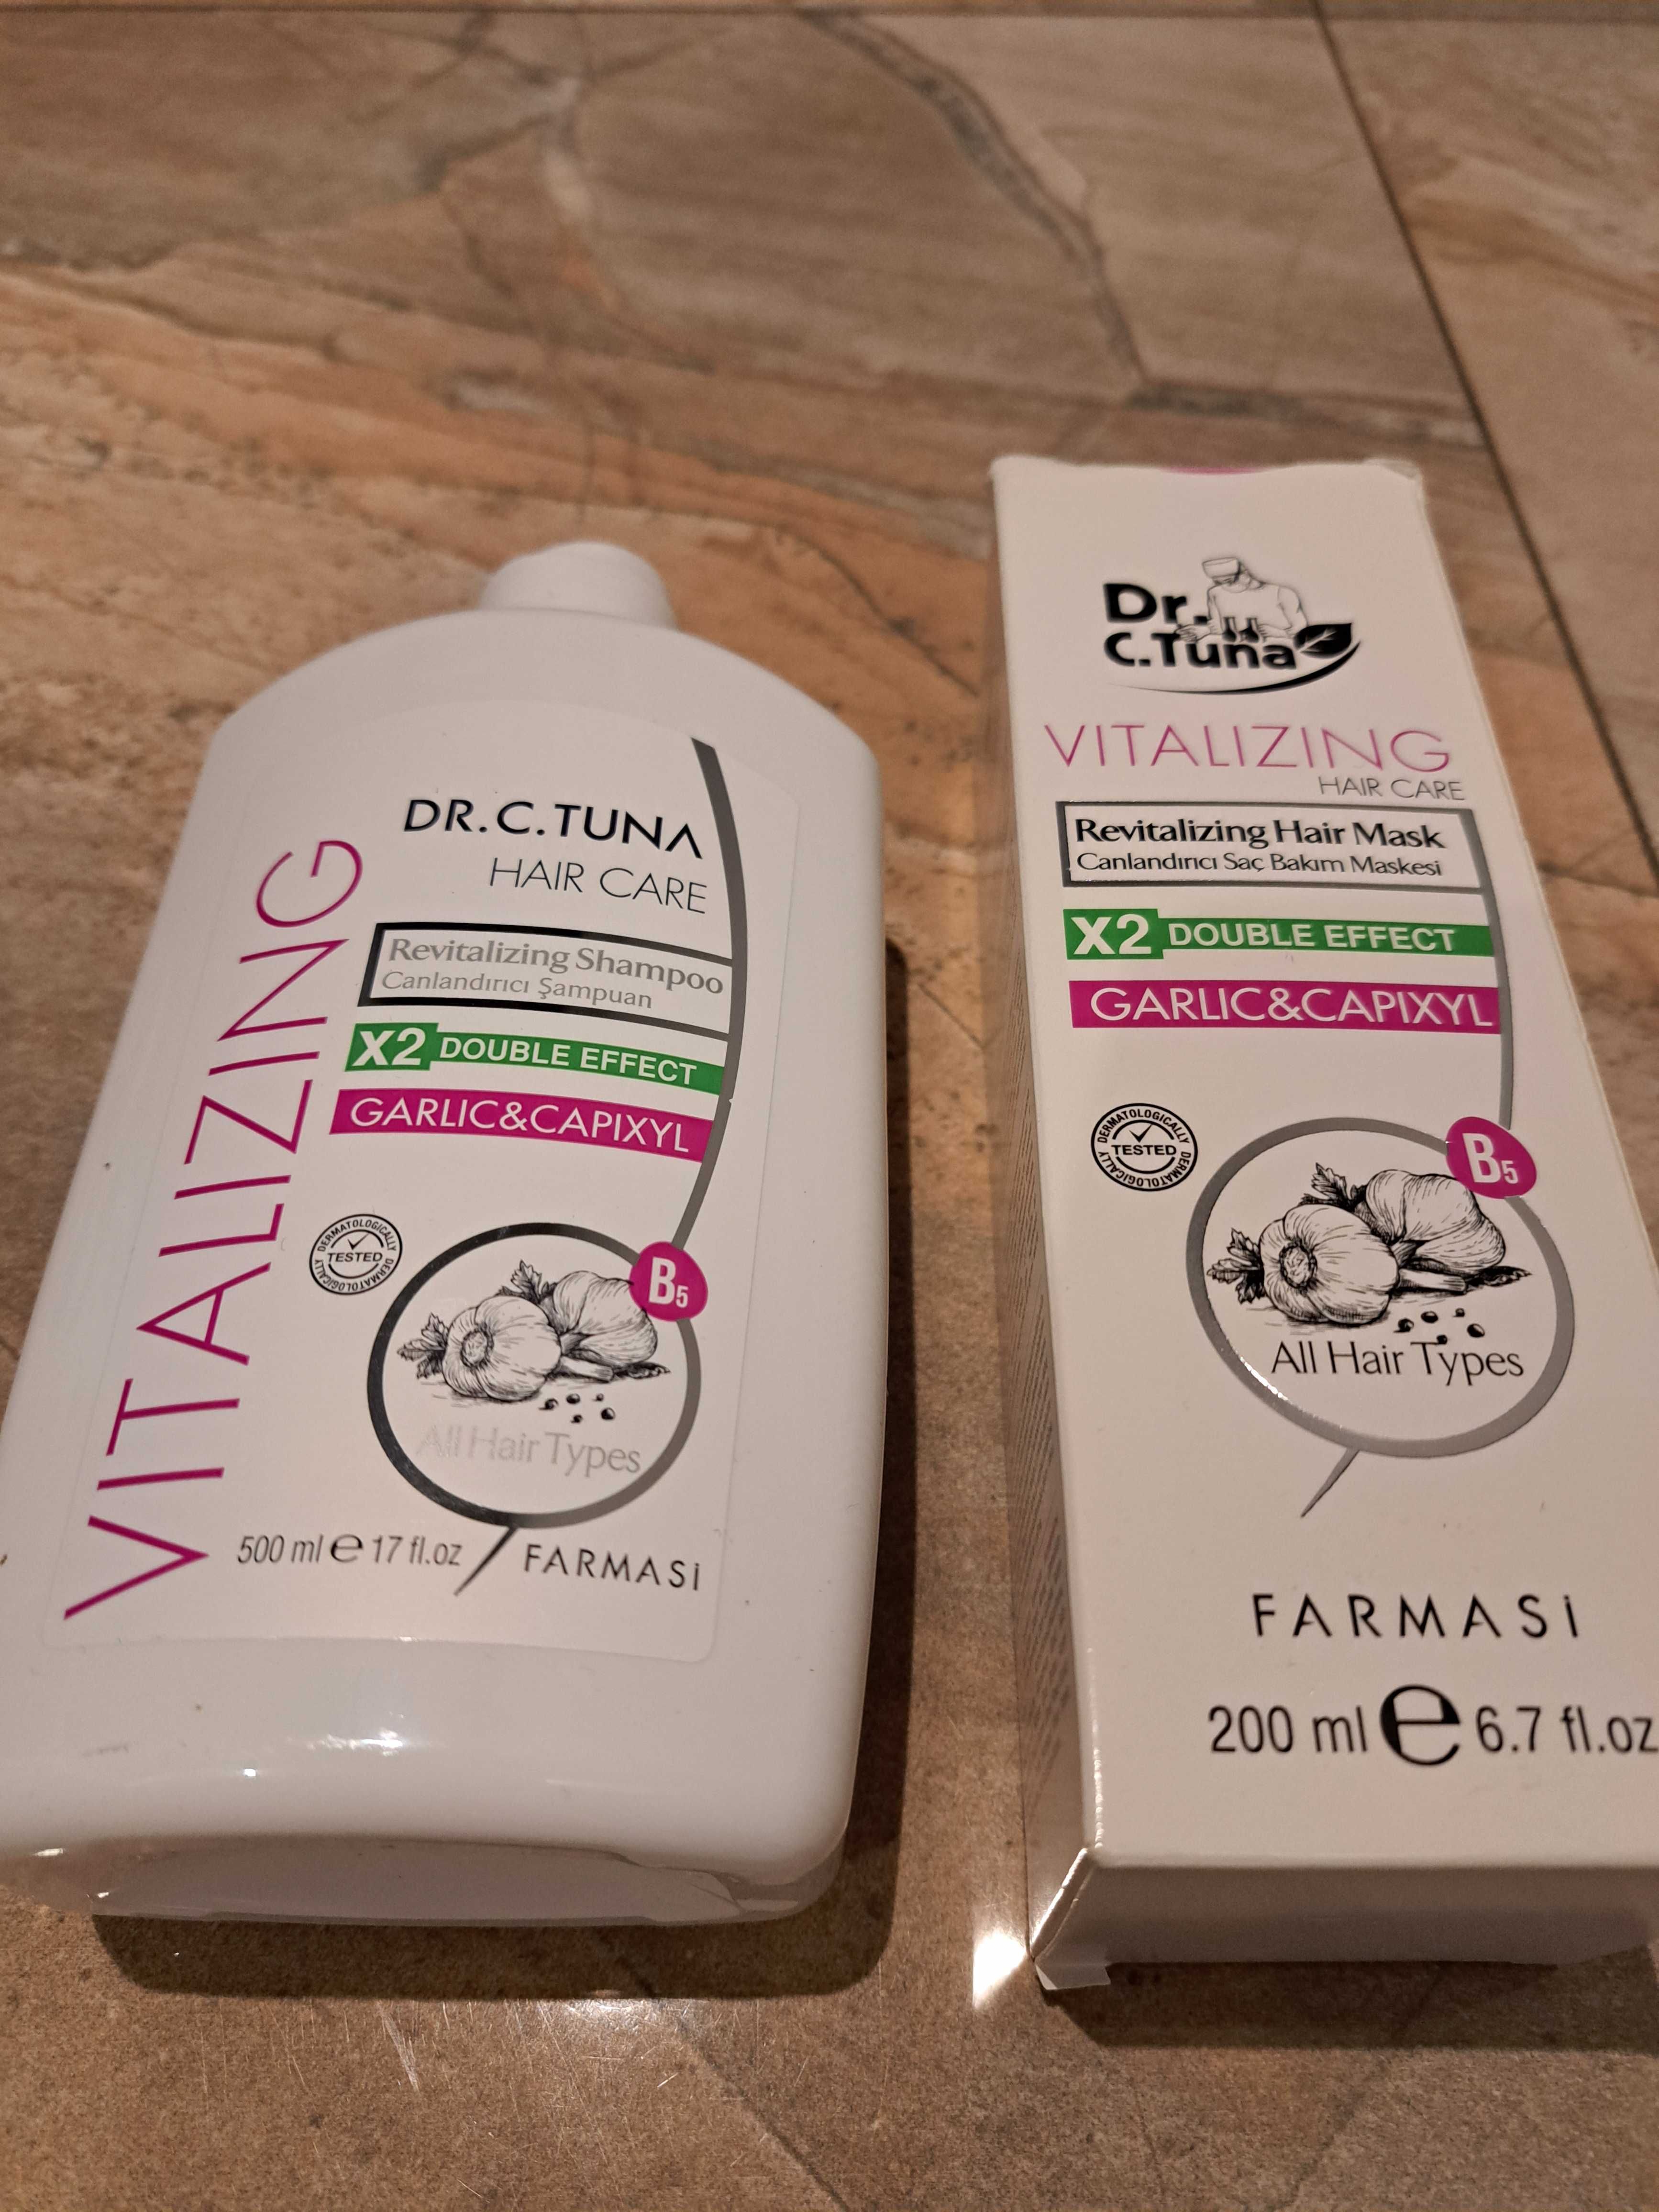 VITALIZING
DR.C.TUNA
HAIR CARE
Revitalizing Shampoo
Canlandırıcı Şampuan
X2 DOUBLE EFFECT
GARLIC&CAPIXYL
DERMATOLOGICALLY
TESTED
DERMATOLOGICALLY
B5
All Hair Types
500 ml e 17 fl.oz
FARMASi
Dr.
C.Tuna
VITALIZING
HAIR CARE
Revitalizing Hair Mask
Canlandırıcı Saç Bakım Maskesi
X2 DOUBLE EFFECT
GARLIC&CAPIXYL
DERMATOLOGICALLY
TESTED
DERMATOLOGICALLY
B5
All Hair Types
FARMASi
200 ml e 6.7 fl.oz